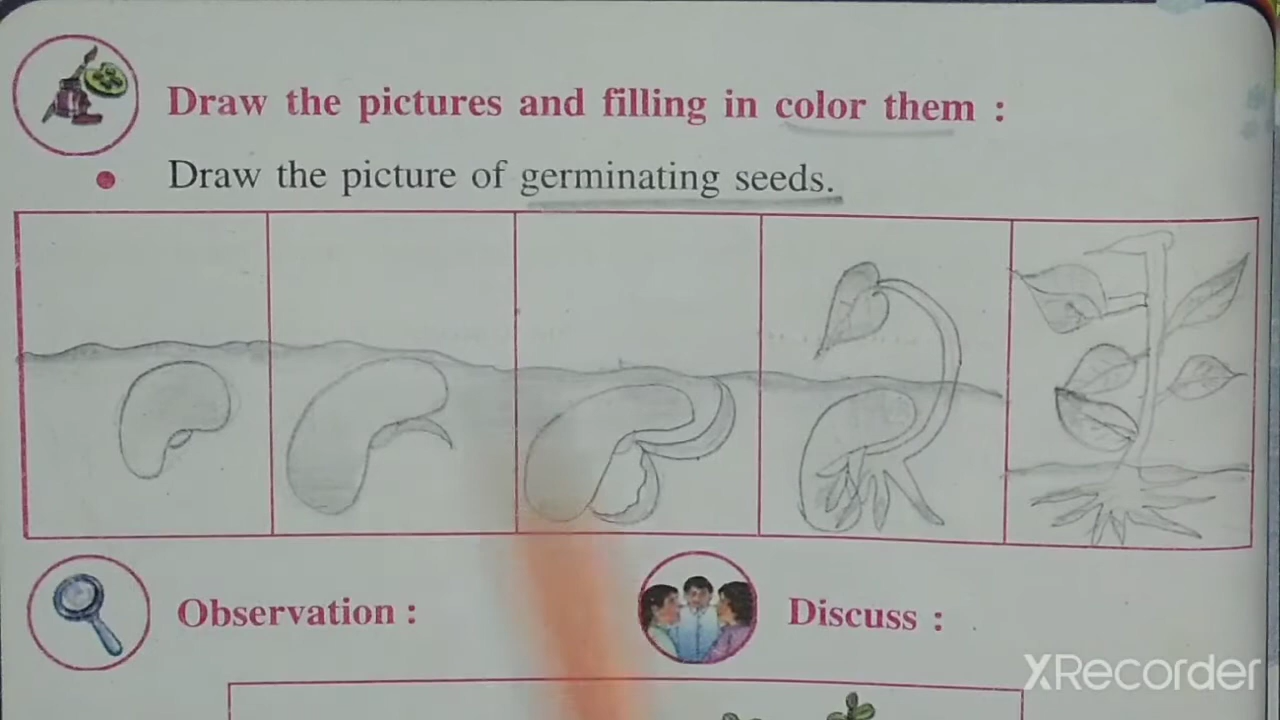 Draw the pictures and filling in color them :
Draw the picture of germinating seeds.
Observation :
Discuss :
XRecorder